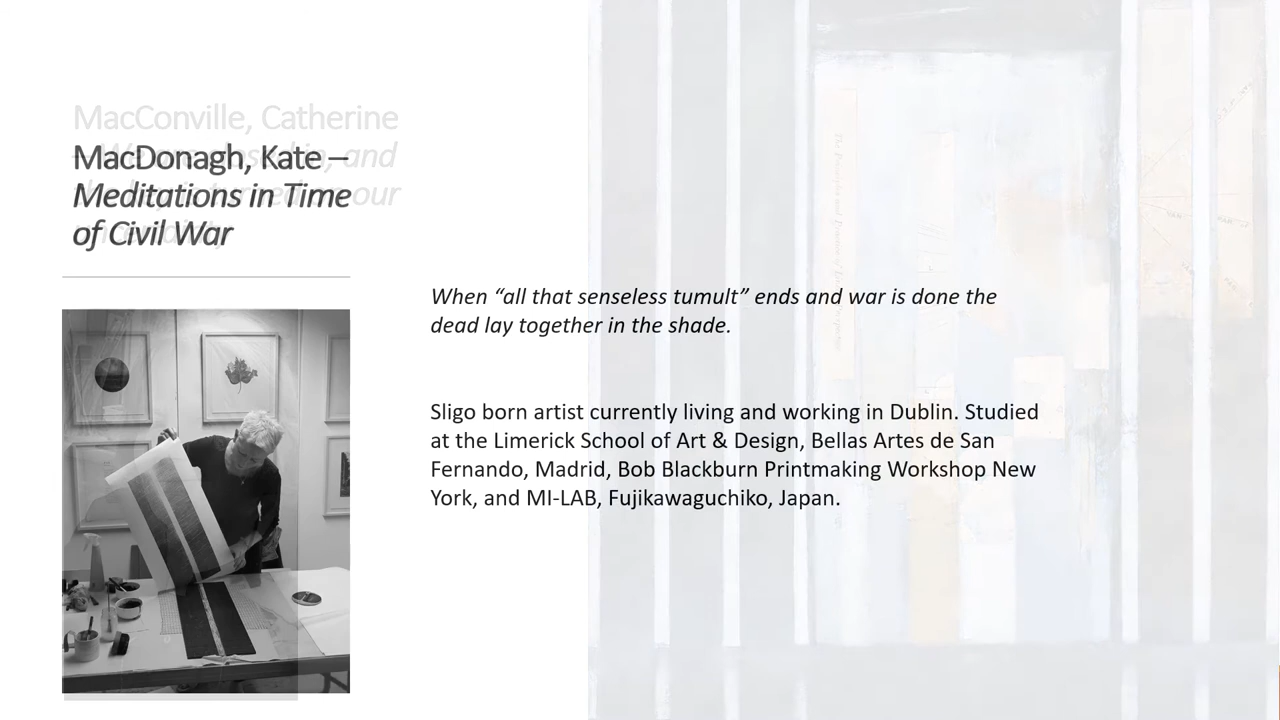 MacConville, Catherine
and
our
MacDonagh, Kate –
Meditations in Time
of Civil War
When “all that senseless tumult” ends and war is done the
dead lay together in the shade.
Sligo born artist currently living and working in Dublin. Studied
at the Limerick School of Art & Design, Bellas Artes de San
Fernando, Madrid, Bob Blackburn Printmaking Workshop New
York, and MI-LAB, Fujikawaguchiko, Japan.